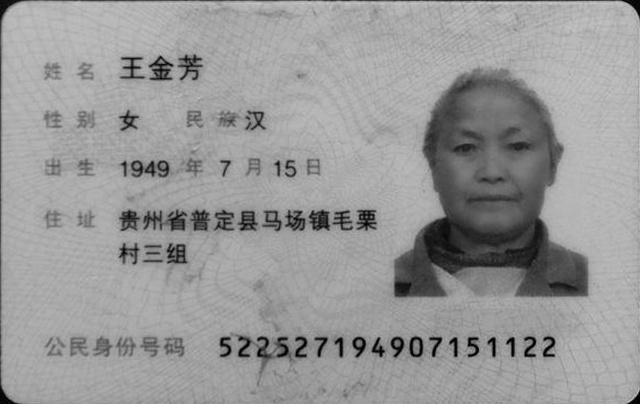 姓名 王金芳
性别 女 民族 汉
出生 1949 年 7 月 15 日
住址 贵州省普定县马场镇毛栗
村三组
公民身份号码 522527194907151122